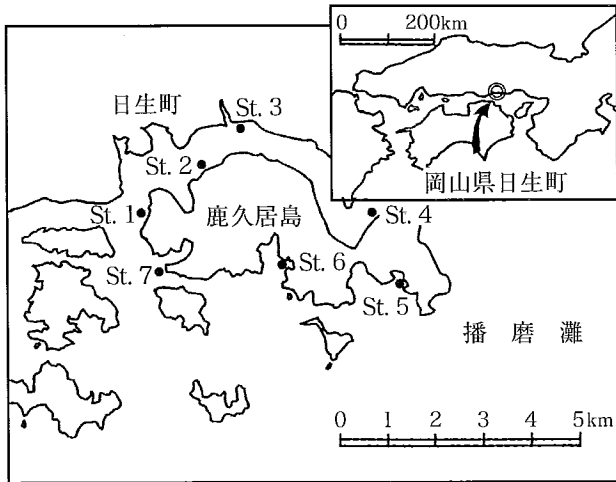 0 200km
岡山県日生町
日生町
St. 3
St. 2
St. 1
鹿久居島
St. 4
St. 6
St. 7
St. 5
播磨灘
0 1 2 3 4 5km